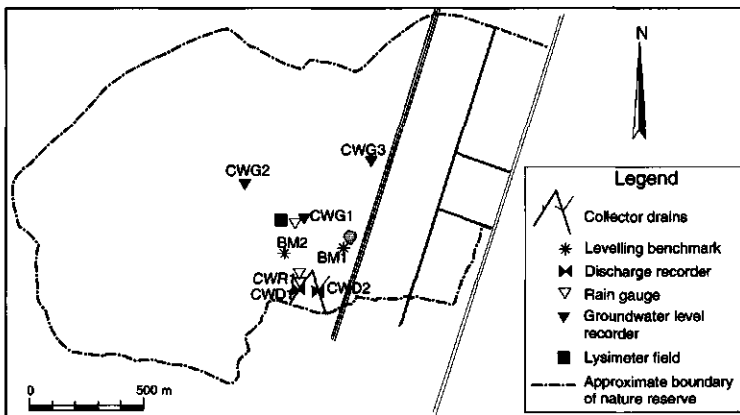 N
CWG3
CWG2
CWG1
BM2
BM1
CWR1
CWD1
CWD2
0 500 m
Legend
Collector drains
Levelling benchmark
Discharge recorder
Rain gauge
Groundwater level
recorder
Lysimeter field
Approximate boundary
of nature reserve